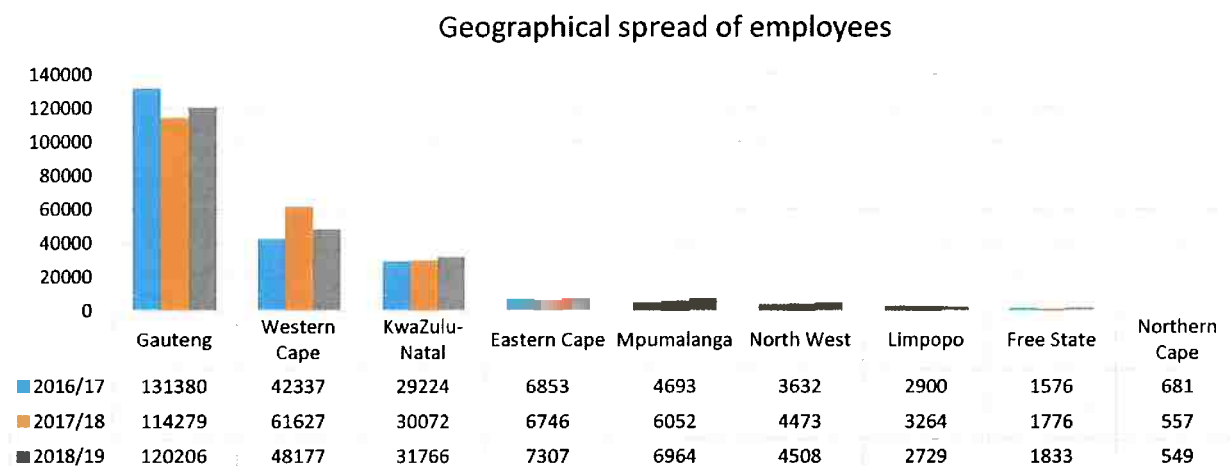 Geographical spread of employees
140000
120000
100000
80000
60000
40000
20000
0
Gauteng Western Cape KwaZulu-Natal Eastern Cape Mpumalanga North West Limpopo Free State Northern Cape
2016/17 131380 42337 29224 6853 4693 3632 2900 1576 681
2017/18 114279 61627 30072 6746 6052 4473 3264 1776 557
2018/19 120206 48177 31766 7307 6964 4508 2729 1833 549